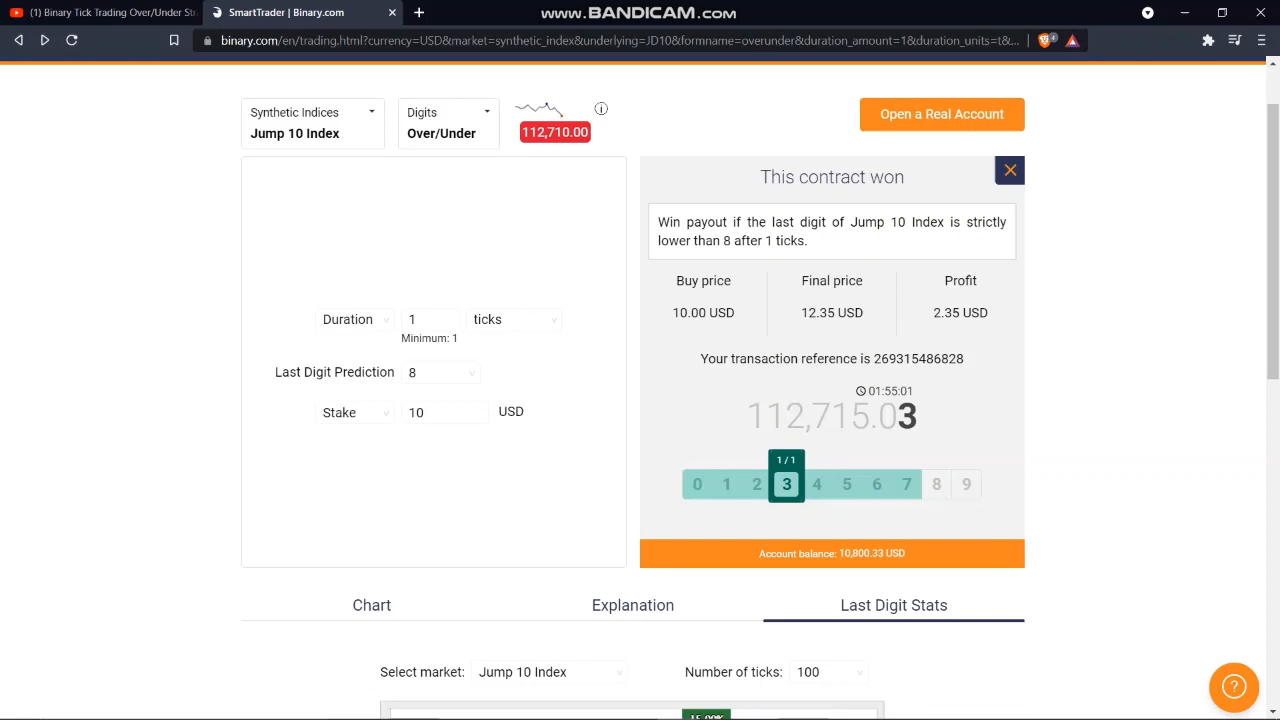 (1) Binary Tick Trading Over/Under Str
SmartTrader | Binary.com
www.BANDICAM.com
binary.com/en/trading.html?currency=USD&market=synthetic_index&underlying=JD10&formname=overunder&duration_amount=1&duration_units=t&...
4
Synthetic Indices
Jump 10 Index
Digits
Over/Under
112,710.00
Open a Real Account
This contract won
Win payout if the last digit of Jump 10 Index is strictly
lower than 8 after 1 ticks.
Buy price Final price Profit
10.00 USD 12.35 USD 2.35 USD
Duration 1 ticks
Minimum: 1
Last Digit Prediction 8
Stake 10 USD
Your transaction reference is 269315486828
01:55:01
112,715.03
1 / 1
0 1 2 3 4 5 6 7 8 9
Account balance: 10,800.33 USD
Chart Explanation Last Digit Stats
Select market: Jump 10 Index Number of ticks: 100
15.00%
?